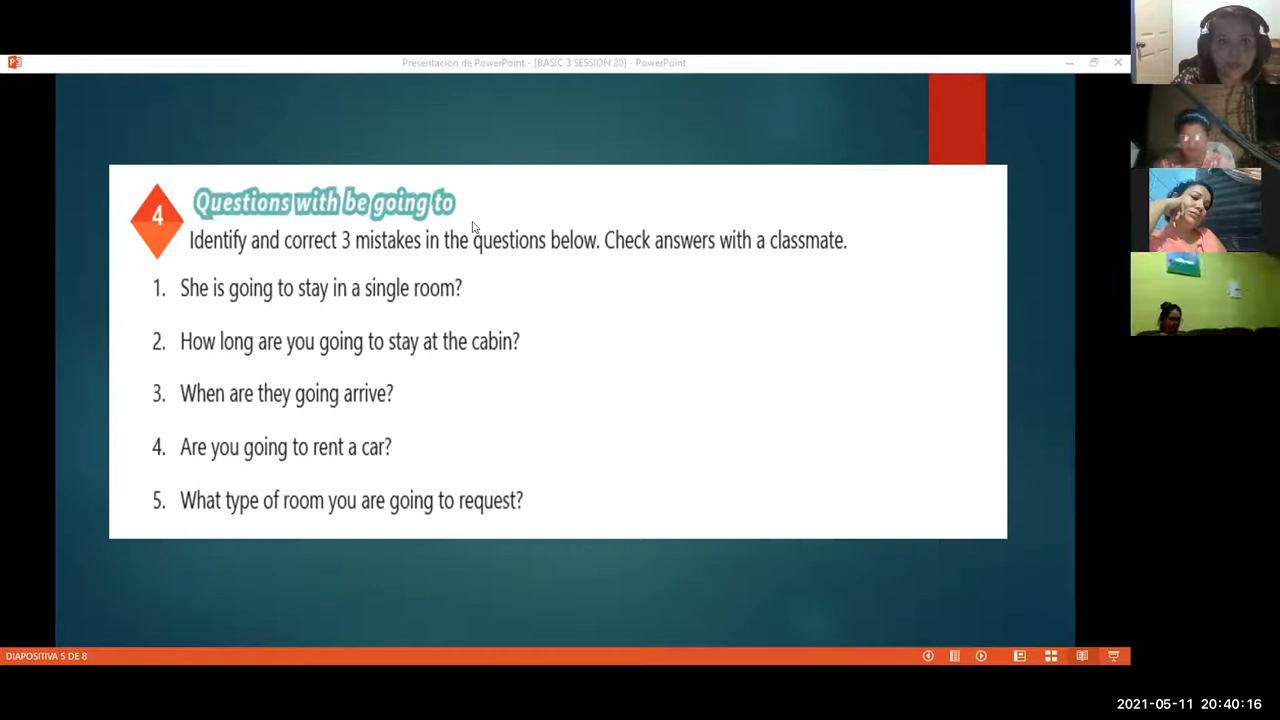 Presentación de PowerPoint - [BASIC 3 SESSION 20] - PowerPoint
4
Questions with be going to
Identify and correct 3 mistakes in the questions below. Check answers with a classmate.
1. She is going to stay in a single room?
2. How long are you going to stay at the cabin?
3. When are they going arrive?
4. Are you going to rent a car?
5. What type of room you are going to request?
DIAPOSITIVA 5 DE 8
2021-05-11 20:40:16